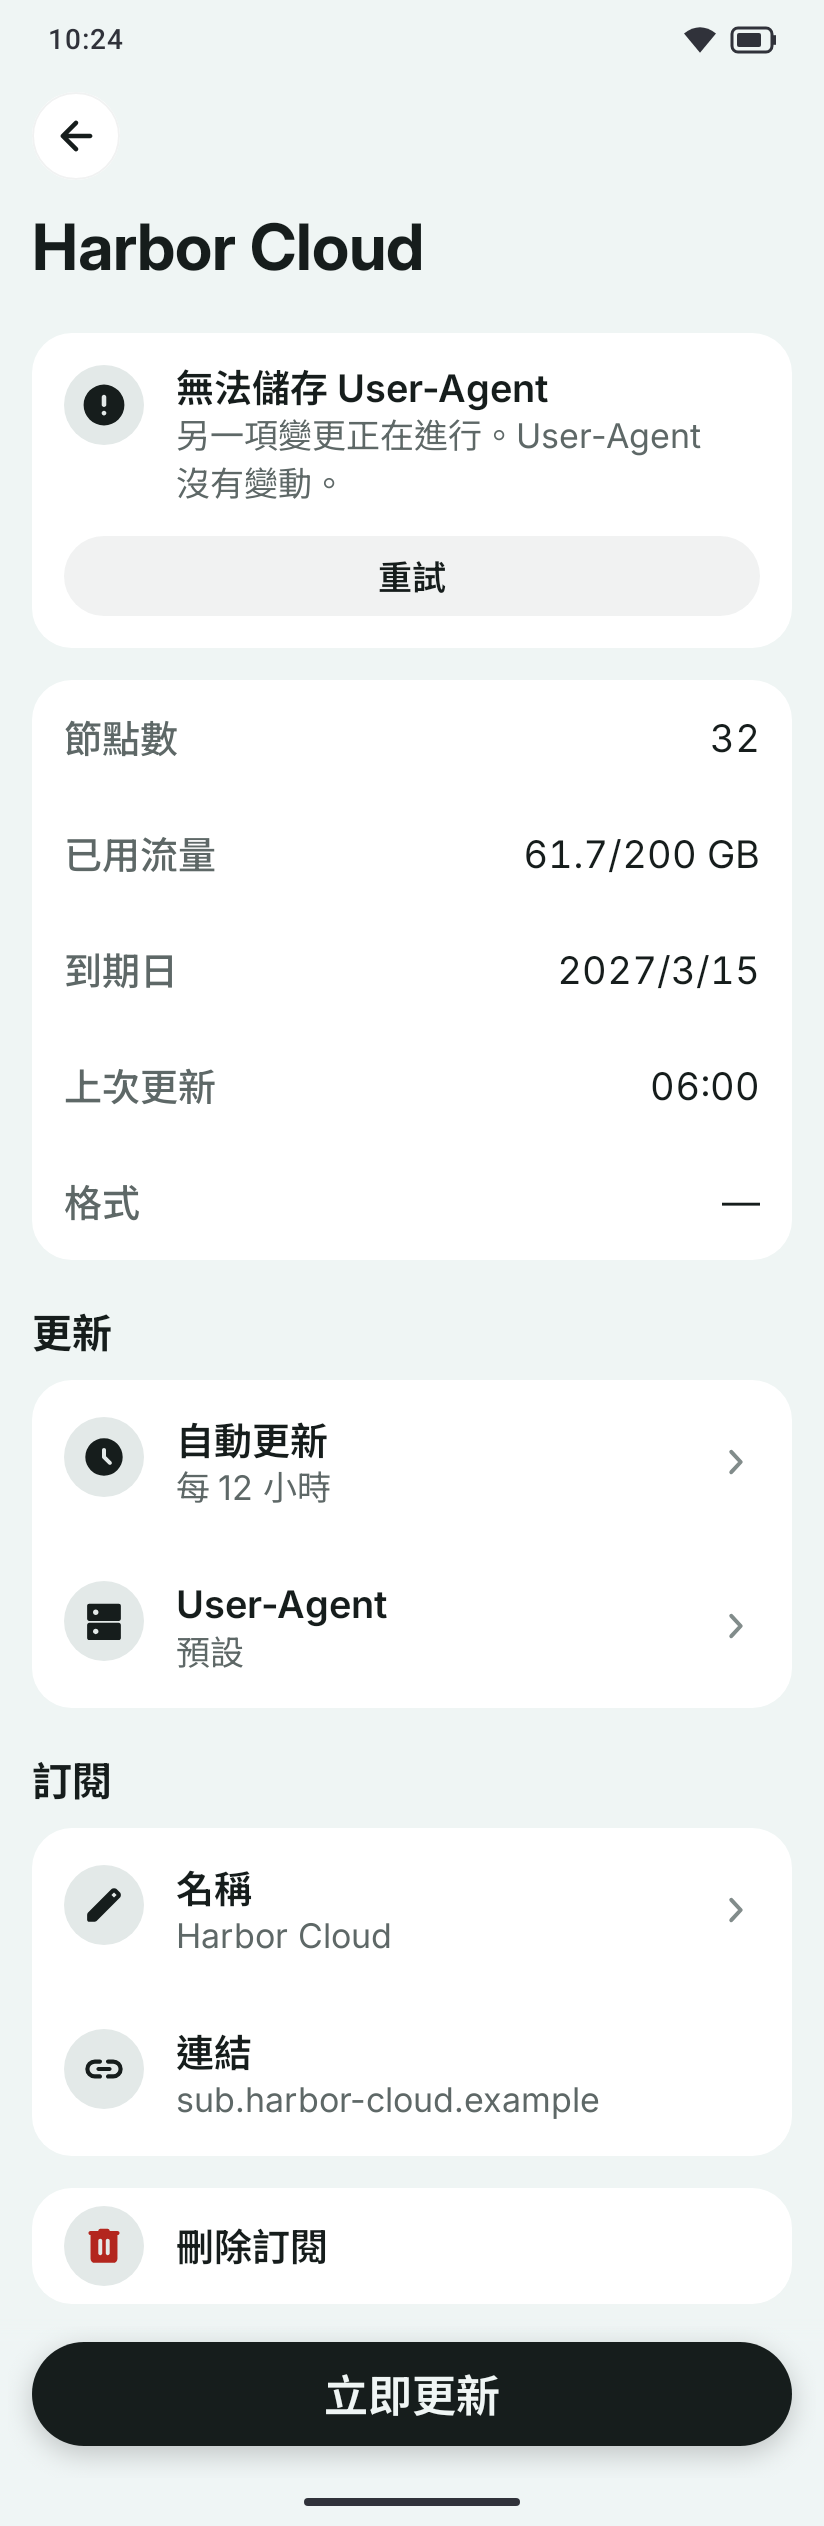 10:24
Harbor Cloud
無法儲存 User-Agent
另一項變更正在進行。User-Agent
沒有變動。
重試
節點數 32
已用流量 61.7/200 GB
到期日 2027/3/15
上次更新 06:00
格式 —
更新
自動更新
每 12 小時
User-Agent
預設
訂閱
名稱
Harbor Cloud
連結
sub.harbor-cloud.example
刪除訂閱
立即更新